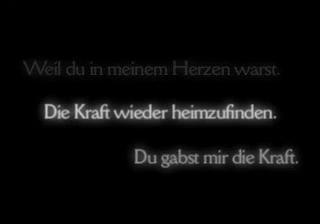 Weil du in meinem Herzen warst.
Die Kraft wieder heimzufinden.
Du gabst mir die Kraft.